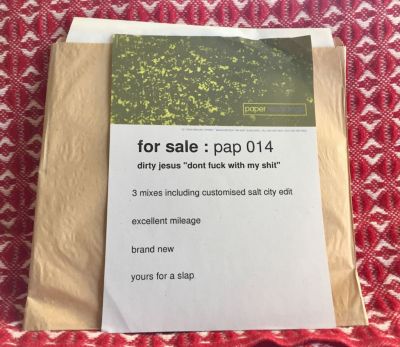 paper
for sale : pap 014
dirty jesus "dont fuck with my shit"
3 mixes including customised salt city edit
excellent mileage
brand new
yours for a slap